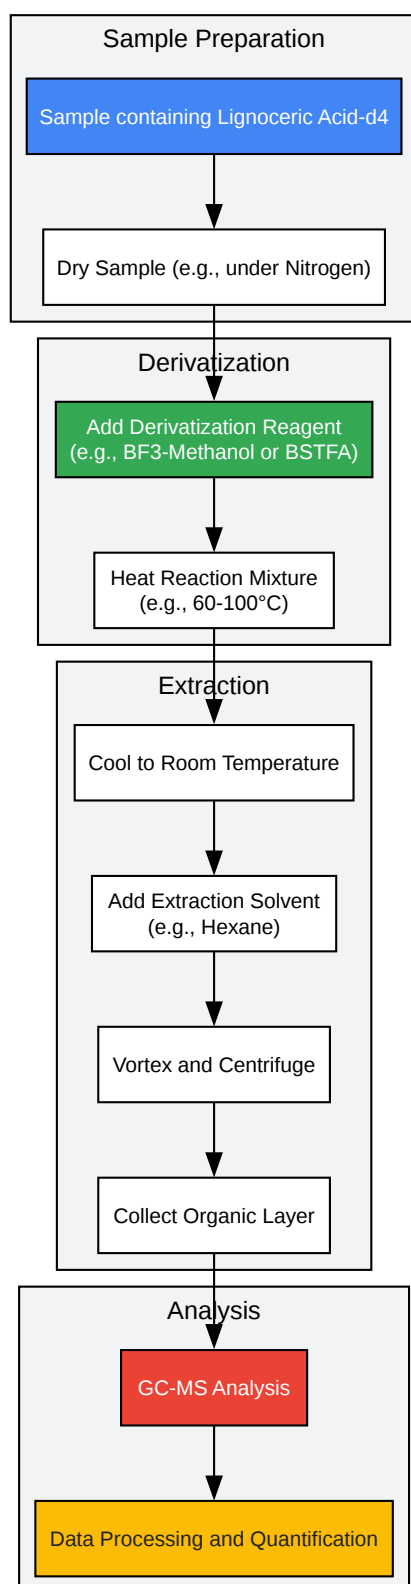 Sample Preparation
Sample containing Lignoceric Acid-d4
Dry Sample (e.g., under Nitrogen)
Derivatization
Add Derivatization Reagent
(e.g., BF3-Methanol or BSTFA)
Heat Reaction Mixture
(e.g., 60-100°C)
Extraction
Cool to Room Temperature
Add Extraction Solvent
(e.g., Hexane)
Vortex and Centrifuge
Collect Organic Layer
Analysis
GC-MS Analysis
Data Processing and Quantification